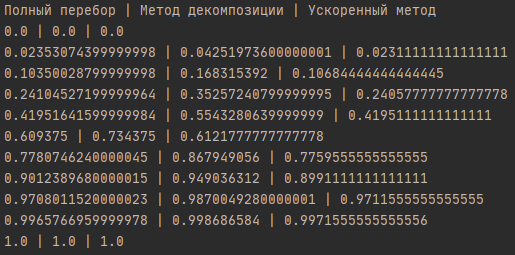 Полный перебор | Метод декомпозиции | Ускоренный метод
0.0 | 0.0 | 0.0
0.02353074399999998 | 0.04251973600000001 | 0.02311111111111111
0.10350028799999998 | 0.168315392 | 0.10684444444444445
0.24104527199999964 | 0.35257240799999995 | 0.24057777777777778
0.41951641599999984 | 0.5543280639999999 | 0.4195111111111111
0.609375 | 0.734375 | 0.6121777777777778
0.7780746240000045 | 0.867949056 | 0.7759555555555555
0.9012389680000015 | 0.949036312 | 0.8991111111111111
0.9708011520000023 | 0.9870049280000001 | 0.9711555555555555
0.9965766959999978 | 0.998686584 | 0.9971555555555556
1.0 | 1.0 | 1.0